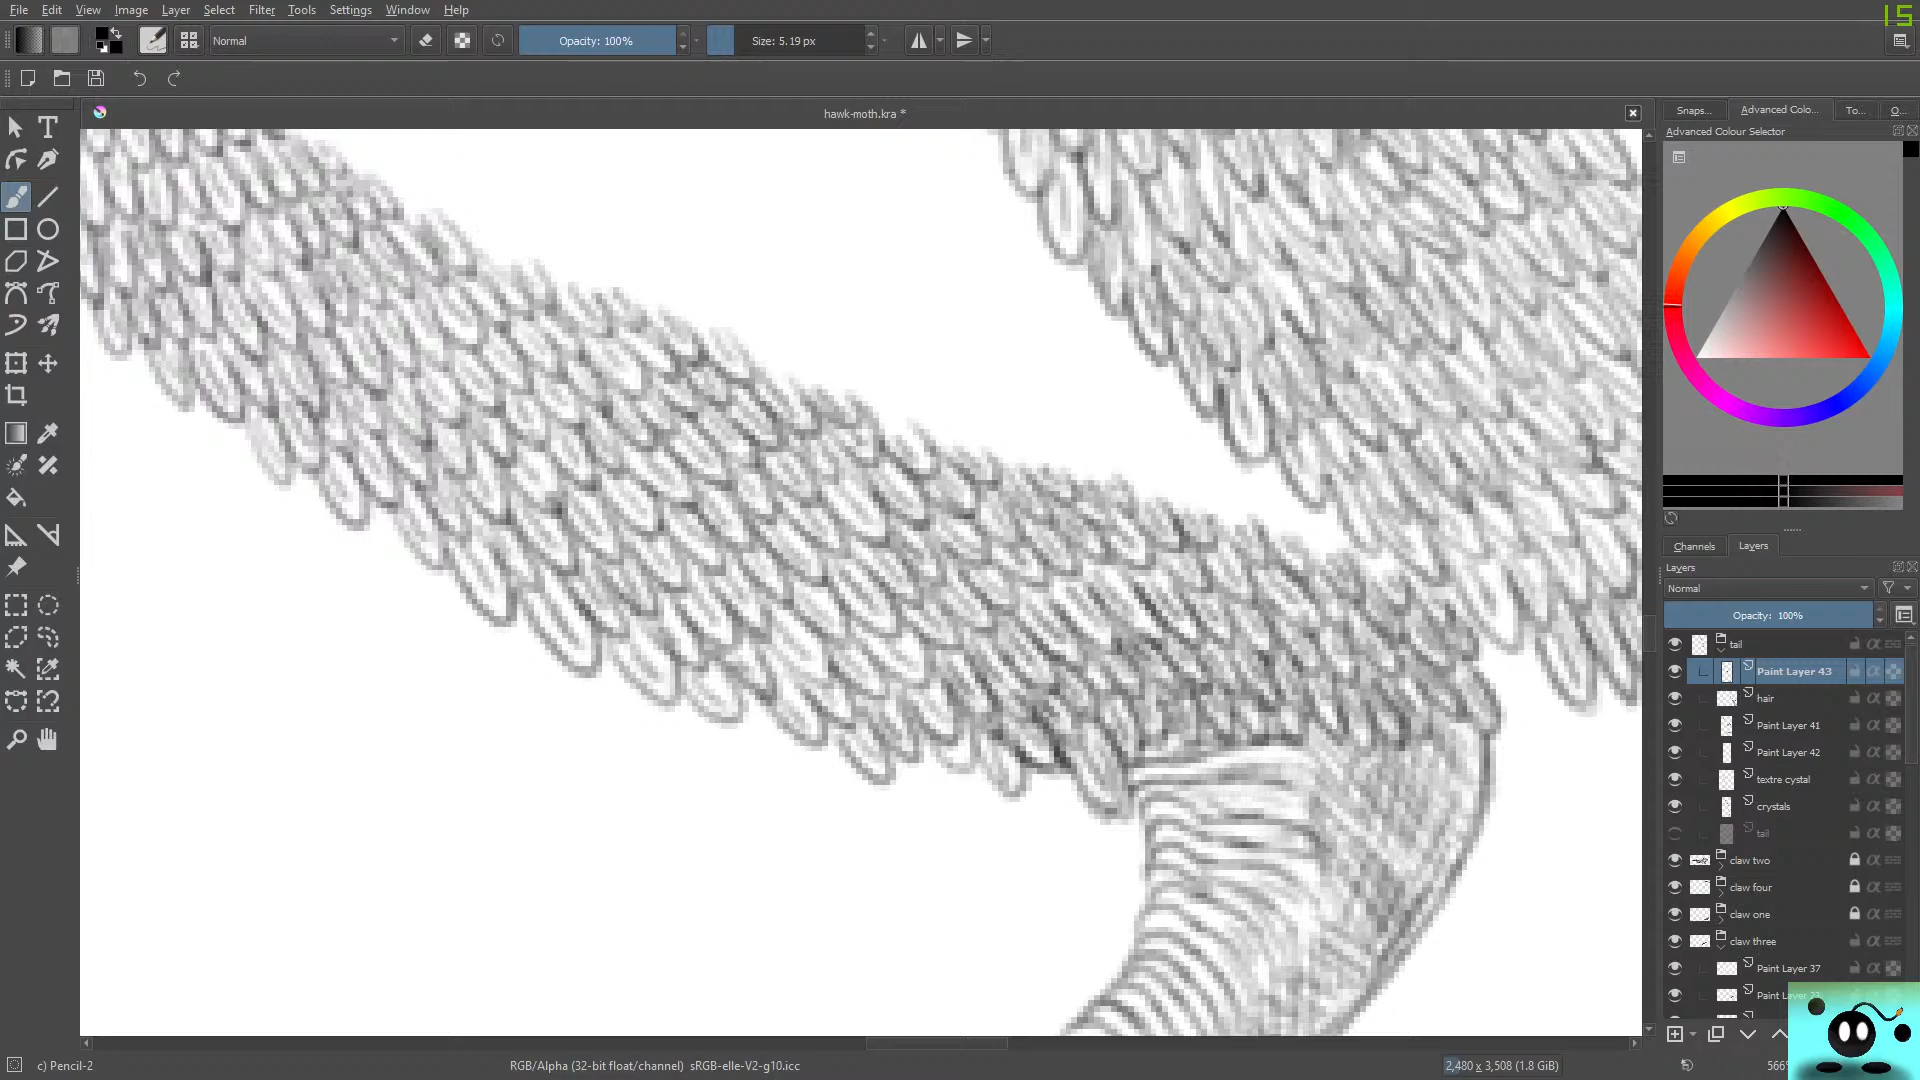 File Edit View Image Layer Select Filter Tools Settings Window Help
15
Normal
Opacity: 100%
Size: 5.19 px
hawk-moth.kra *
Snaps...
Advanced Colo...
To...
O...
Advanced Colour Selector
Channels
Layers
Layers
Normal
Opacity: 100%
tail
Paint Layer 43
hair
Paint Layer 41
Paint Layer 42
textre cystal
crystals
tail
claw two
claw four
claw one
claw three
Paint Layer 37
Paint Layer
c) Pencil-2
RGB/Alpha (32-bit float/channel) sRGB-elle-V2-g10.icc
2,480 x 3,508 (1.8 GiB)
566%